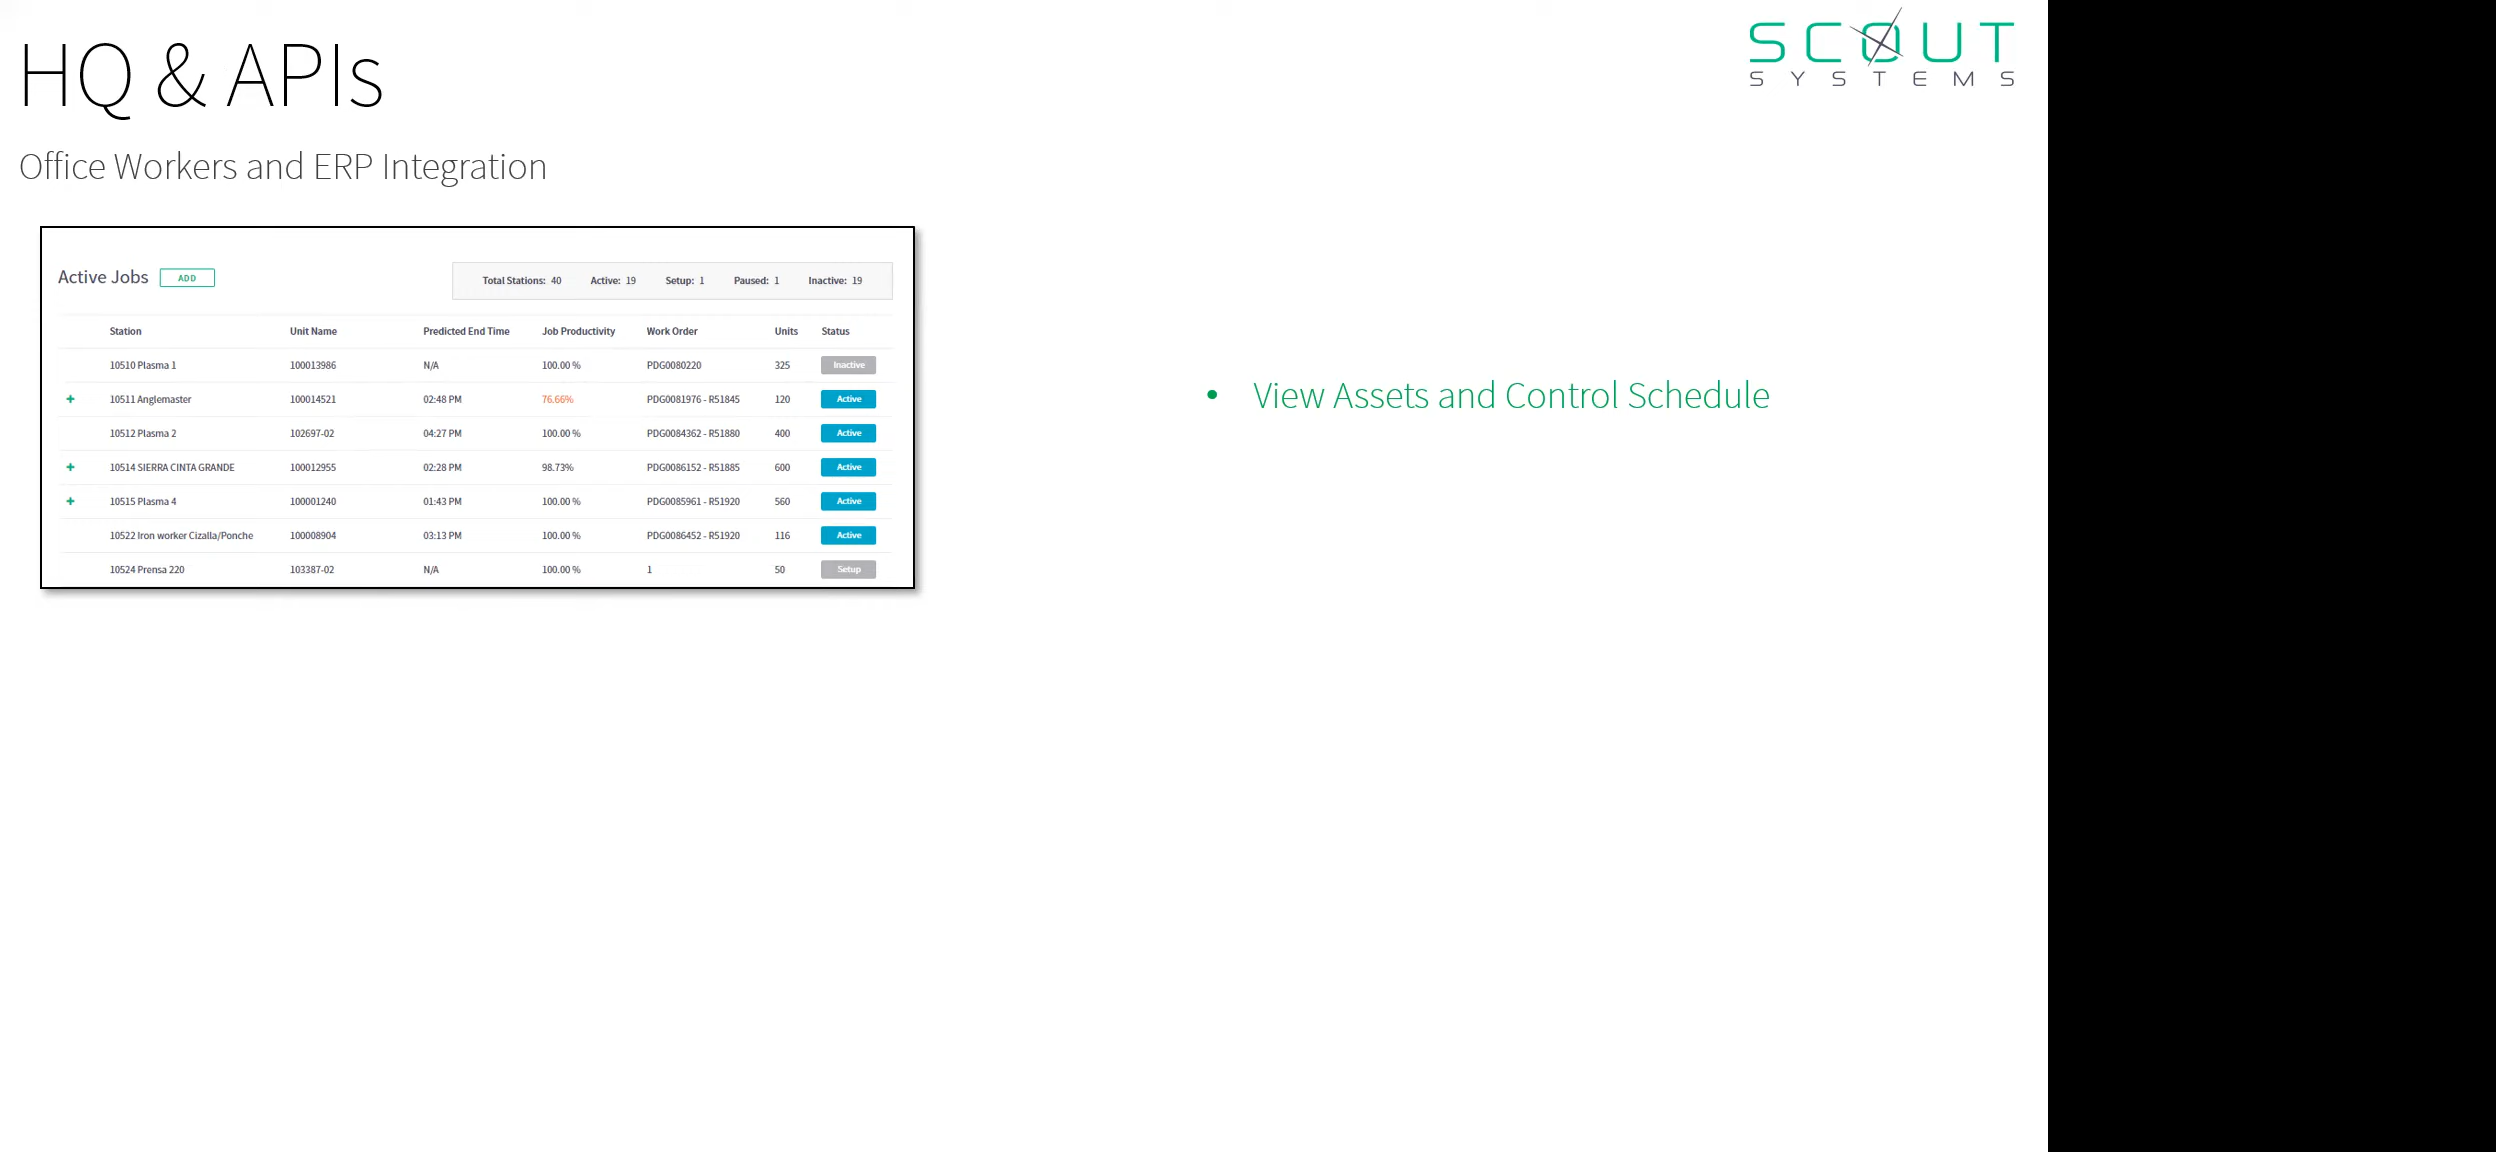 HQ & APIs
SCOUT
SYSTEMS
Office Workers and ERP Integration
Active Jobs ADD Total Stations: 40 Active: 19 Setup: 1 Paused: 1 Inactive: 19
Station Unit Name Predicted End Time Job Productivity Work Order Units Status
10510 Plasma 1 100013986 N/A 100.00 % PDG0080220 325 Inactive
+ 10511 Anglemaster 100014521 02:48 PM 76.66% PDG0081976 - R51845 120 Active
10512 Plasma 2 102697-02 04:27 PM 100.00 % PDG0084362 - R51880 400 Active
+ 10514 SIERRA CINTA GRANDE 100012955 02:28 PM 98.73% PDG0086152 - R51885 600 Active
+ 10515 Plasma 4 100001240 01:43 PM 100.00 % PDG0085961 - R51920 560 Active
10522 Iron worker Cizalla/Ponche 100008904 03:13 PM 100.00 % PDG0086452 - R51920 116 Active
10524 Prensa 220 103387-02 N/A 100.00 % 1 50 Setup
• View Assets and Control Schedule